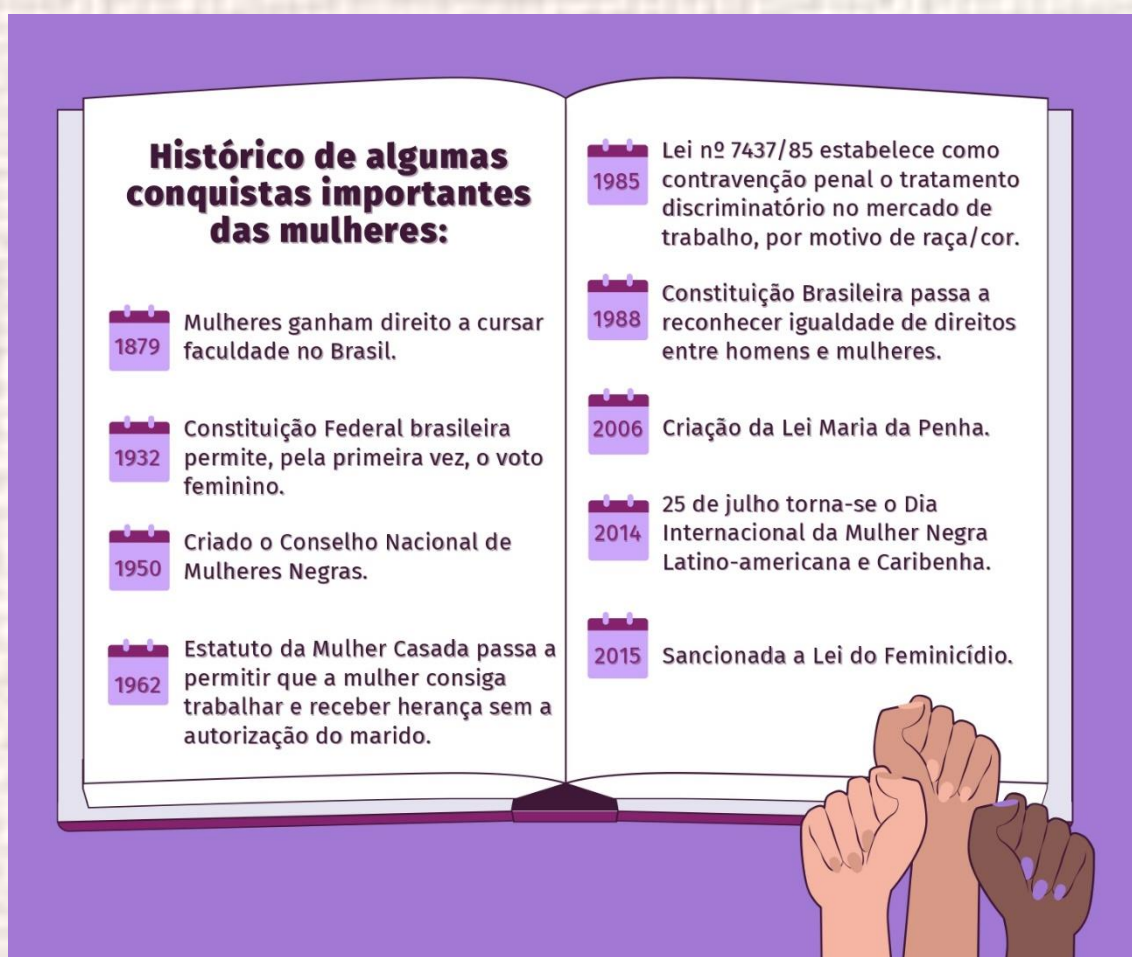 Histórico de algumas
conquistas importantes
das mulheres:
1879
Mulheres ganham direito a cursar
faculdade no Brasil.
1932
Constituição Federal brasileira
permite, pela primeira vez, o voto
feminino.
1950
Criado o Conselho Nacional de
Mulheres Negras.
1962
Estatuto da Mulher Casada passa a
permitir que a mulher consiga
trabalhar e receber herança sem a
autorização do marido.
1985
Lei nº 7437/85 estabelece como
contravenção penal o tratamento
discriminatório no mercado de
trabalho, por motivo de raça/cor.
1988
Constituição Brasileira passa a
reconhecer igualdade de direitos
entre homens e mulheres.
2006
Criação da Lei Maria da Penha.
2014
25 de julho torna-se o Dia
Internacional da Mulher Negra
Latino-americana e Caribenha.
2015
Sancionada a Lei do Feminicídio.